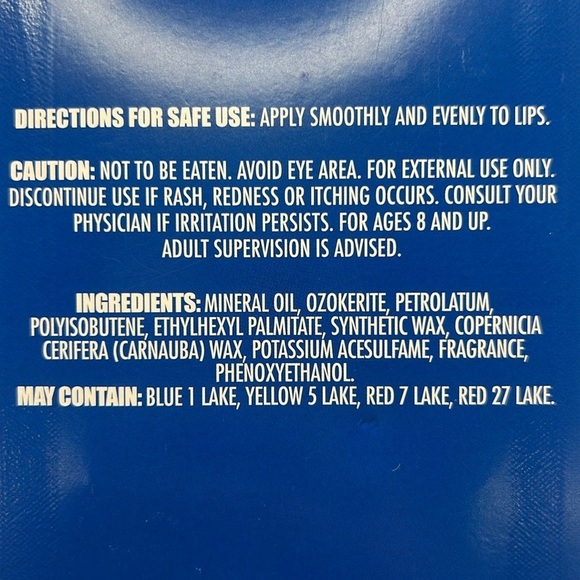 DIRECTIONS FOR SAFE USE: APPLY SMOOTHLY AND EVENLY TO LIPS.
CAUTION: NOT TO BE EATEN. AVOID EYE AREA. FOR EXTERNAL USE ONLY.
DISCONTINUE USE IF RASH, REDNESS OR ITCHING OCCURS. CONSULT YOUR
PHYSICIAN IF IRRITATION PERSISTS. FOR AGES 8 AND UP.
ADULT SUPERVISION IS ADVISED.
INGREDIENTS: MINERAL OIL, OZOKERITE, PETROLATUM,
POLYISOBUTENE, ETHYLHEXYL PALMITATE, SYNTHETIC WAX, COPERNICIA
CERIFERA (CARNAUBA) WAX, POTASSIUM ACESULFAME, FRAGRANCE,
PHENOXYETHANOL.
MAY CONTAIN: BLUE 1 LAKE, YELLOW 5 LAKE, RED 7 LAKE, RED 27 LAKE.